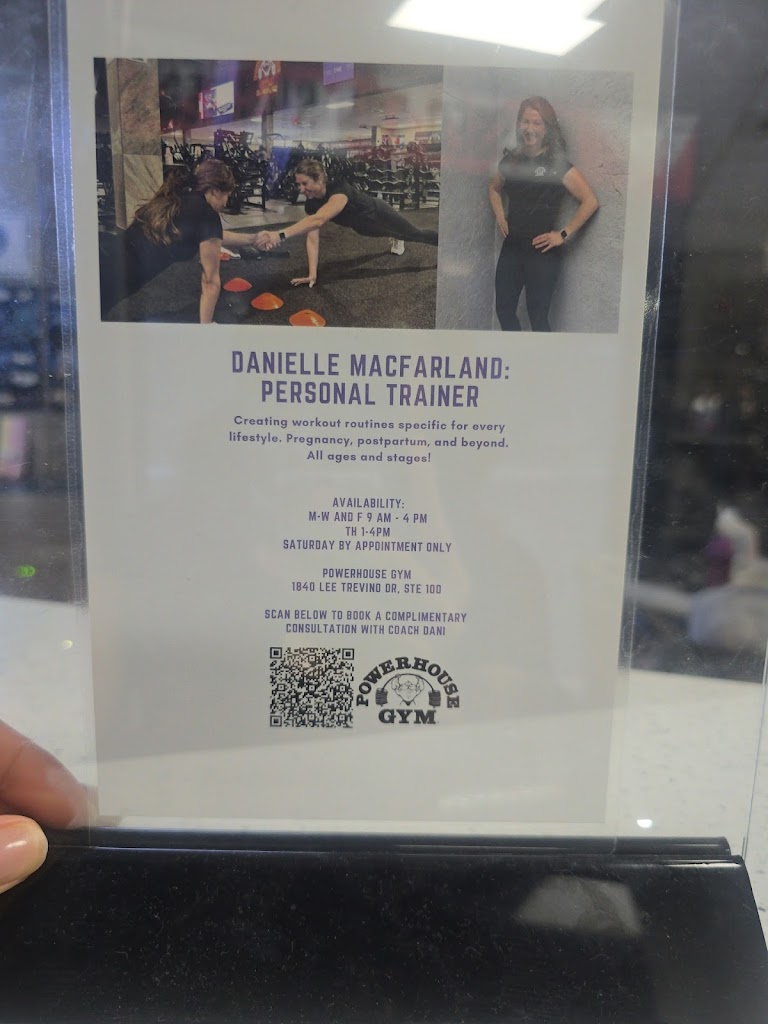 DANIELLE MACFARLAND:
PERSONAL TRAINER
Creating workout routines specific for every
lifestyle. Pregnancy, postpartum, and beyond.
All ages and stages!
AVAILABILITY:
M-W AND F 9 AM - 4 PM
TH 1-4PM
SATURDAY BY APPOINTMENT ONLY
POWERHOUSE GYM
1840 LEE TREVINO DR, STE 100
SCAN BELOW TO BOOK A COMPLIMENTARY
CONSULTATION WITH COACH DANI
POWERHOUSE
GYM